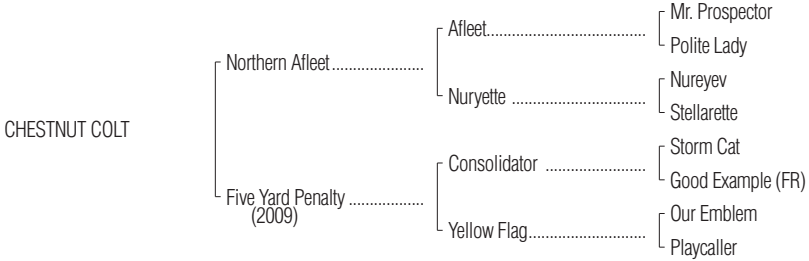 Mr. Prospector
Afleet
Polite Lady
Northern Afleet
Nureyev
Nuryette
Stellarette
CHESTNUT COLT
Storm Cat
Consolidator
Good Example (FR)
Five Yard Penalty
(2009)
Our Emblem
Yellow Flag
Playcaller